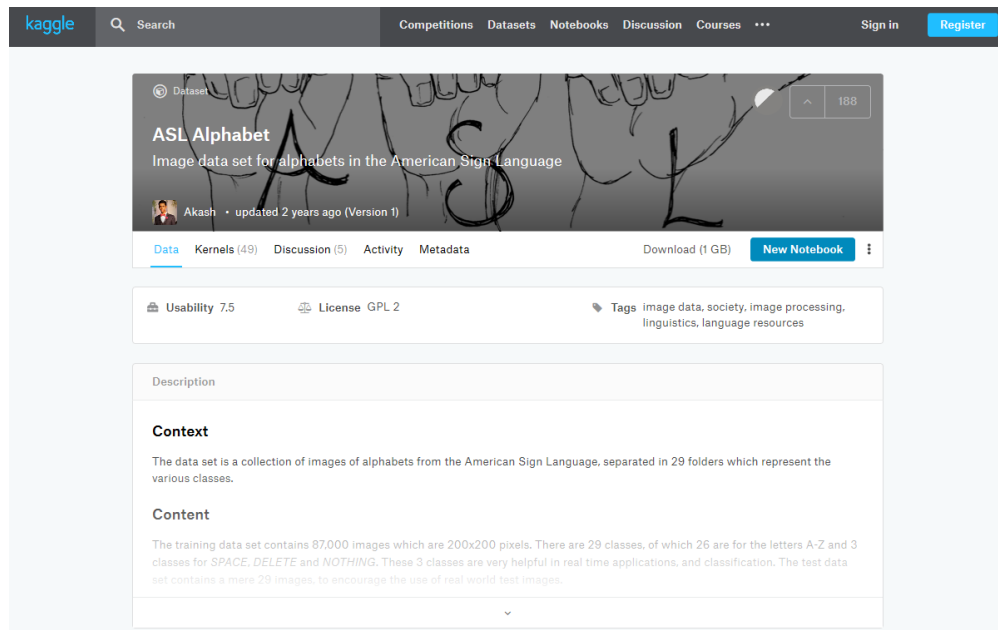 kaggle
Search
Competitions Datasets Notebooks Discussion Courses •••
Sign in
Register
Dataset
188
ASL Alphabet
Image data set for alphabets in the American Sign Language
A S L
Akash • updated 2 years ago (Version 1)
Data Kernels (49) Discussion (5) Activity Metadata
Download (1 GB)
New Notebook
Usability 7.5
License GPL 2
Tags image data, society, image processing,
linguistics, language resources
Description
Context
The data set is a collection of images of alphabets from the American Sign Language, separated in 29 folders which represent the
various classes.
Content
The training data set contains 87,000 images which are 200x200 pixels. There are 29 classes, of which 26 are for the letters A-Z and 3
classes for SPACE, DELETE and NOTHING. These 3 classes are very helpful in real time applications, and classification. The test data
set contains a mere 29 images, to encourage the use of real world test images.